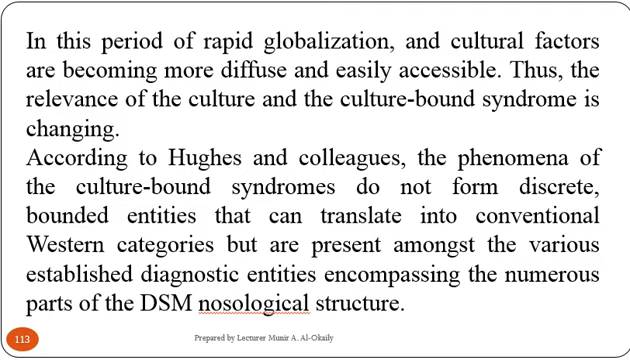 In this period of rapid globalization, and cultural factors
are becoming more diffuse and easily accessible. Thus, the
relevance of the culture and the culture-bound syndrome is
changing.
According to Hughes and colleagues, the phenomena of
the culture-bound syndromes do not form discrete,
bounded entities that can translate into conventional
Western categories but are present amongst the various
established diagnostic entities encompassing the numerous
parts of the DSM nosological structure.
113
Prepared by Lecturer Munir A. Al-Okaily